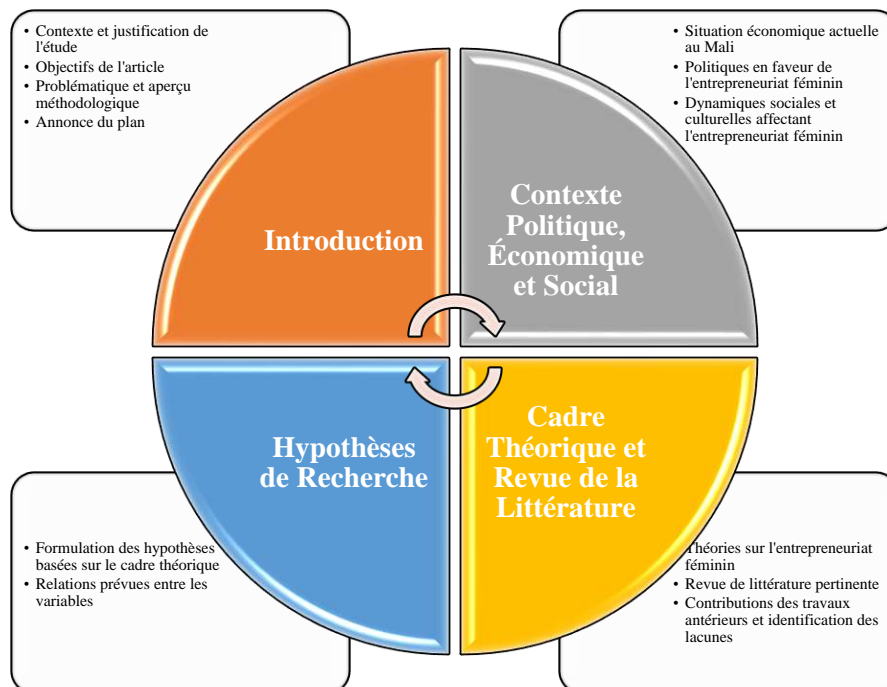 • Contexte et justification de
l'étude
• Objectifs de l'article
• Problématique et aperçu
méthodologique
• Annonce du plan
• Situation économique actuelle
au Mali
• Politiques en faveur de
l'entrepreneuriat féminin
• Dynamiques sociales et
culturelles affectant
l'entrepreneuriat féminin
Introduction
Contexte
Politique,
Économique
et Social
Hypothèses
de Recherche
Cadre
Théorique et
Revue de la
Littérature
• Formulation des hypothèses
basées sur le cadre théorique
• Relations prévues entre les
variables
Théories sur l'entrepreneuriat
féminin
• Revue de littérature pertinente
• Contributions des travaux
antérieurs et identification des
lacunes